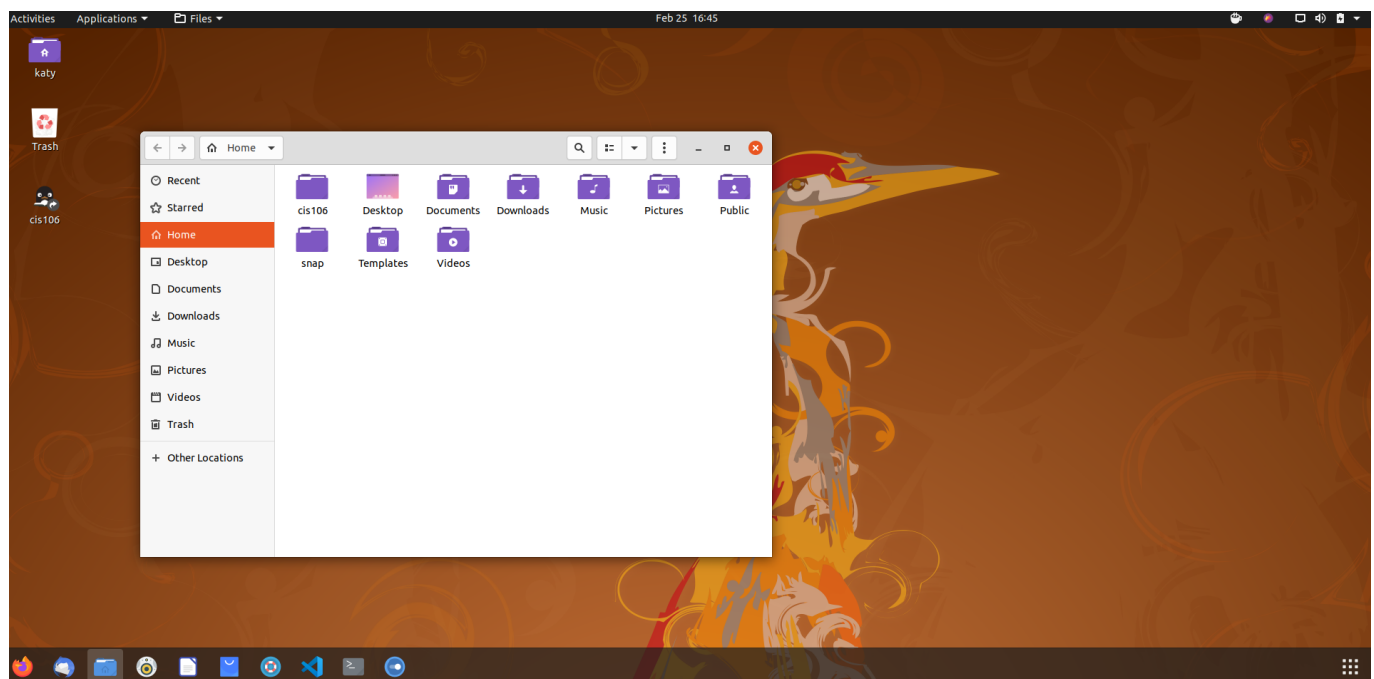 Activities Applications Files Feb 25 16:45
katy
Trash
cis106
Home
Recent
Starred
Home
Desktop
Documents
Downloads
Music
Pictures
Videos
Trash
+ Other Locations
cis106 Desktop Documents Downloads Music Pictures Public
snap Templates Videos